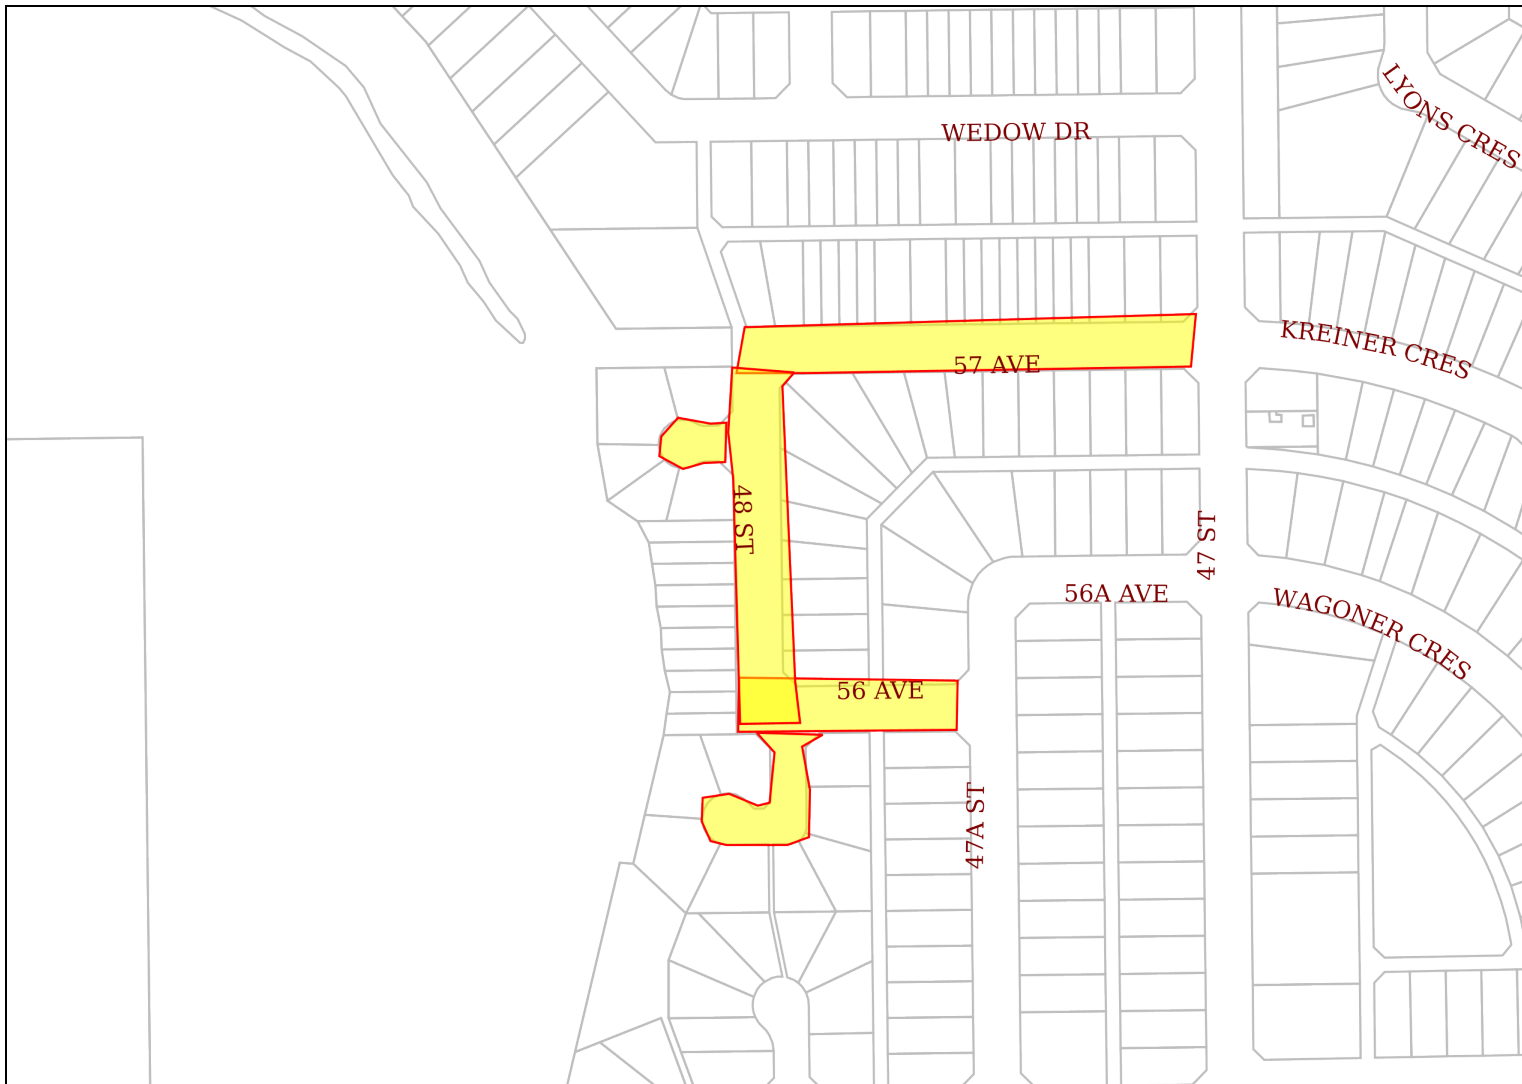 LYONS CRES
WEDOW DR
KREINER CRES
57 AVE
48 ST
47 ST
56A AVE
WAGONER CRES
56 AVE
47A ST